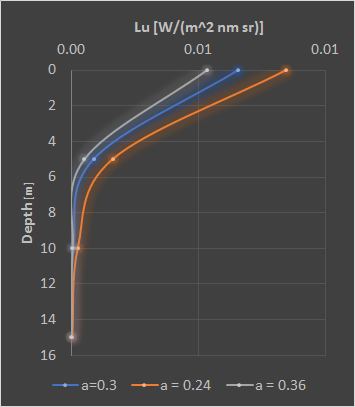 Lu [W/(m^2 nm sr)]
0.00 0.01 0.01
0
2
4
6
8
10
12
14
16
Depth [m]
a=0.3 a = 0.24 a = 0.36